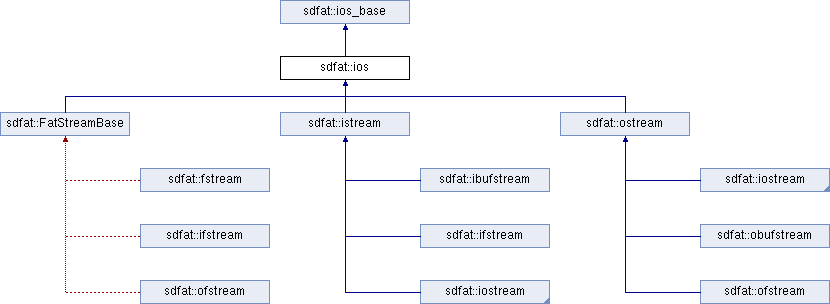 sdfat::ios_base
sdfat::ios
sdfat::FatStreamBase
sdfat::istream
sdfat::ostream
sdfat::fstream
sdfat::ibufstream
sdfat::iostream
sdfat::ifstream
sdfat::ifstream
sdfat::obufstream
sdfat::ofstream
sdfat::iostream
sdfat::ofstream